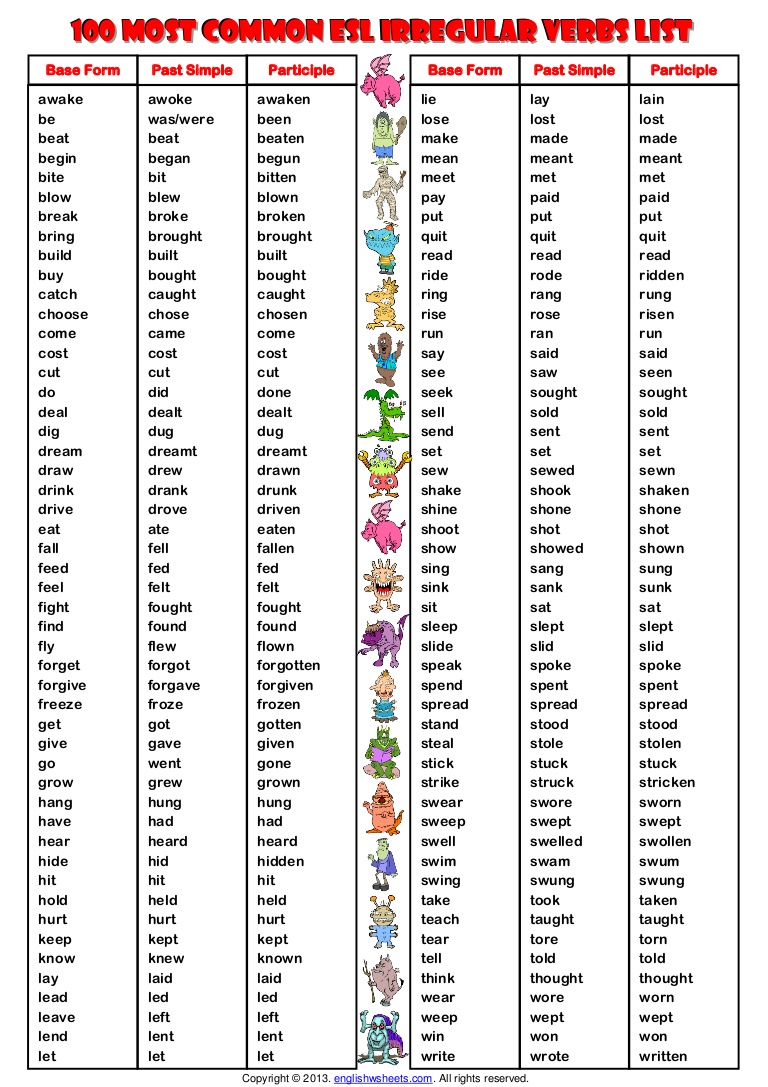 100 MOST COMMON ESL IRREGULAR VERBS LIST
Base Form Past Simple Participle
awake awoke awaken
be was/were been
beat beat beaten
begin began begun
bite bit bitten
blow blew blown
break broke broken
bring brought brought
build built built
buy bought bought
catch caught caught
choose chose chosen
come came come
cost cost cost
cut cut cut
do did done
deal dealt dealt
dig dug dug
dream dreamt dreamt
draw drew drawn
drink drank drunk
drive drove driven
eat ate eaten
fall fell fallen
feed fed fed
feel felt felt
fight fought fought
find found found
fly flew flown
forget forgot forgotten
forgive forgave forgiven
freeze froze frozen
get got gotten
give gave given
go went gone
grow grew grown
hang hung hung
have had had
hear heard heard
hide hid hidden
hit hit hit
hold held held
hurt hurt hurt
keep kept kept
know knew known
lay laid laid
lead led led
leave left left
lend lent lent
let let let
Base Form Past Simple Participle
lie lay lain
lose lost lost
make made made
mean meant meant
meet met met
pay paid paid
put put put
quit quit quit
read read read
ride rode ridden
ring rang rung
rise rose risen
run ran run
say said said
see saw seen
seek sought sought
sell sold sold
send sent sent
set set set
sew sewed sewn
shake shook shaken
shine shone shone
shoot shot shot
show showed shown
sing sang sung
sink sank sunk
sit sat sat
sleep slept slept
slide slid slid
speak spoke spoke
spend spent spent
spread spread spread
stand stood stood
steal stole stolen
stick stuck stuck
strike struck stricken
swear swore sworn
sweep swept swept
swell swelled swollen
swim swam swum
swing swung swung
take took taken
teach taught taught
tear tore torn
tell told told
think thought thought
wear wore worn
weep wept wept
win won won
write wrote written
Copyright © 2013. englishwsheets.com. All rights reserved.